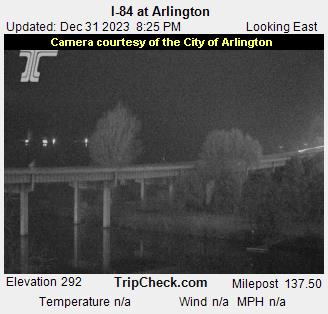 I-84 at Arlington
Updated: Dec 31 2023 8:25 PM Looking East
Camera courtesy of the City of Arlington
Elevation 292 TripCheck.com Milepost 137.50
Temperature n/a Wind n/a MPH n/a